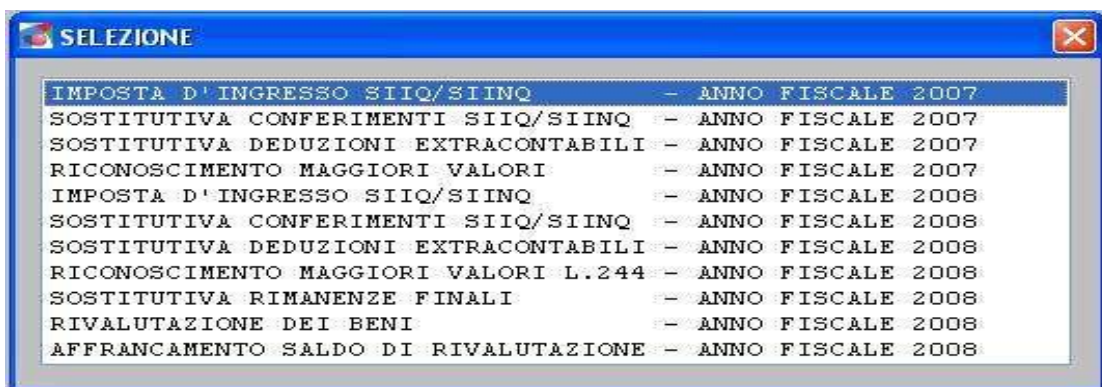 SELEZIONE
IMPOSTA D'INGRESSO SIIQ/SIINQ - ANNO FISCALE 2007
SOSTITUTIVA CONFERIMENTI SIIQ/SIINQ - ANNO FISCALE 2007
SOSTITUTIVA DEDUZIONI EXTRACONTABILI - ANNO FISCALE 2007
RICONOSCIMENTO MAGGIORI VALORI - ANNO FISCALE 2007
IMPOSTA D'INGRESSO SIIQ/SIINQ - ANNO FISCALE 2008
SOSTITUTIVA CONFERIMENTI SIIQ/SIINQ - ANNO FISCALE 2008
SOSTITUTIVA DEDUZIONI EXTRACONTABILI - ANNO FISCALE 2008
RICONOSCIMENTO MAGGIORI VALORI L.244 - ANNO FISCALE 2008
SOSTITUTIVA RIMANENZE FINALI - ANNO FISCALE 2008
RIVALUTAZIONE DEI BENI - ANNO FISCALE 2008
AFFRANCAMENTO SALDO DI RIVALUTAZIONE - ANNO FISCALE 2008